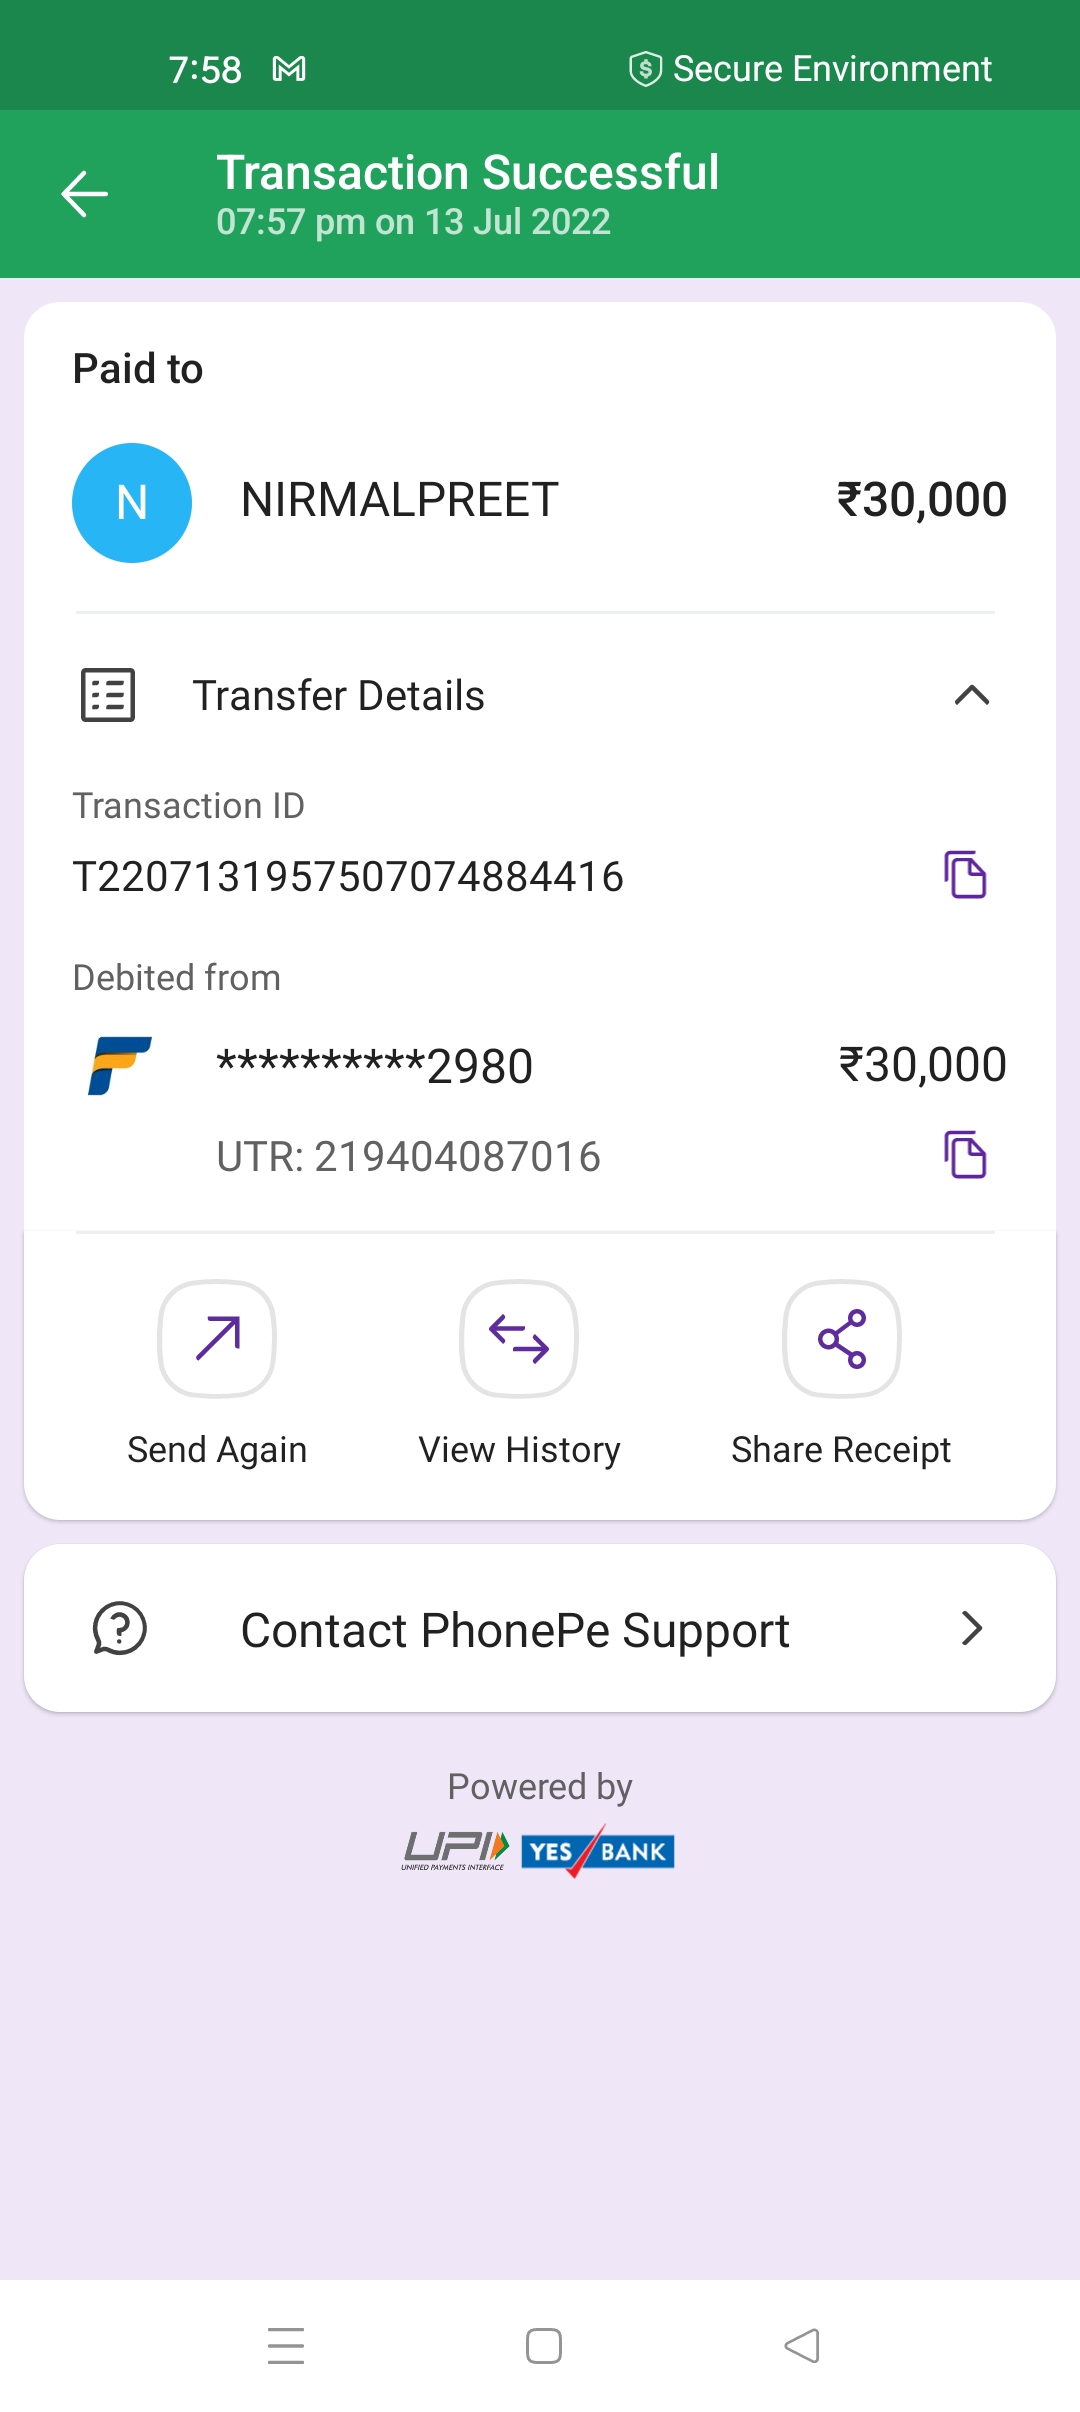 7:58 Secure Environment
Transaction Successful
07:57 pm on 13 Jul 2022
Paid to
N NIRMALPREET ₹30,000
Transfer Details
Transaction ID
T2207131957507074884416
Debited from
**********2980 ₹30,000
UTR: 219404087016
Send Again View History Share Receipt
Contact PhonePe Support
Powered by
UPI YES BANK
UNIFIED PAYMENTS INTERFACE